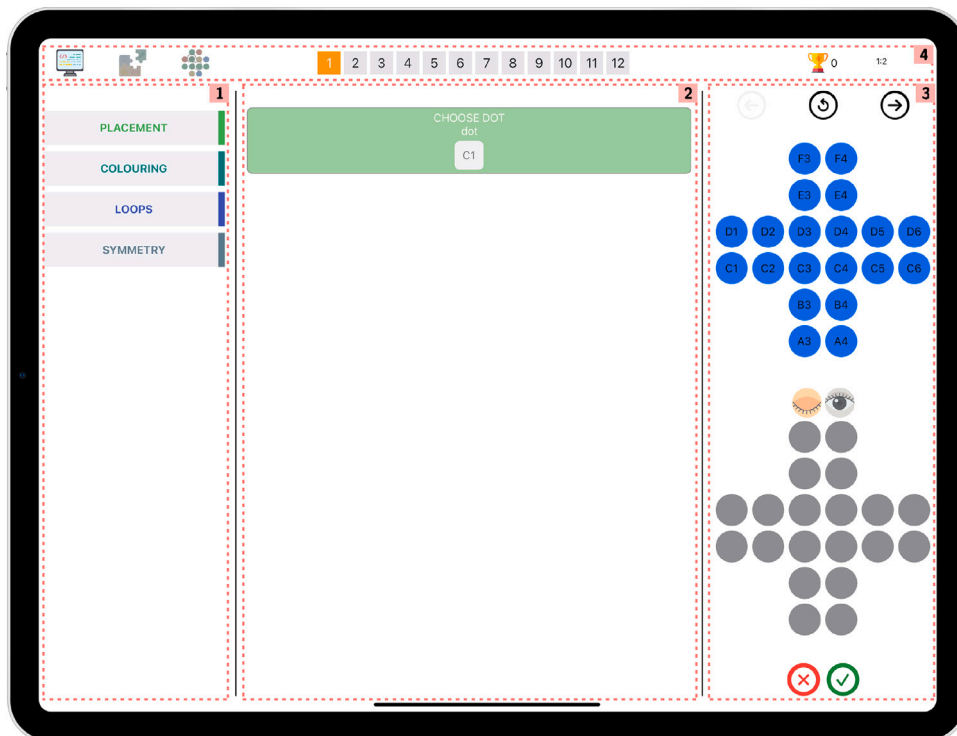 1 2 3 4 5 6 7 8 9 10 11 12 0 1:2 4
1
PLACEMENT
COLOURING
LOOPS
SYMMETRY
2
CHOOSE DOT
dot
C1
3
F3 F4
E3 E4
D1 D2 D3 D4 D5 D6
C1 C2 C3 C4 C5 C6
B3 B4
A3 A4